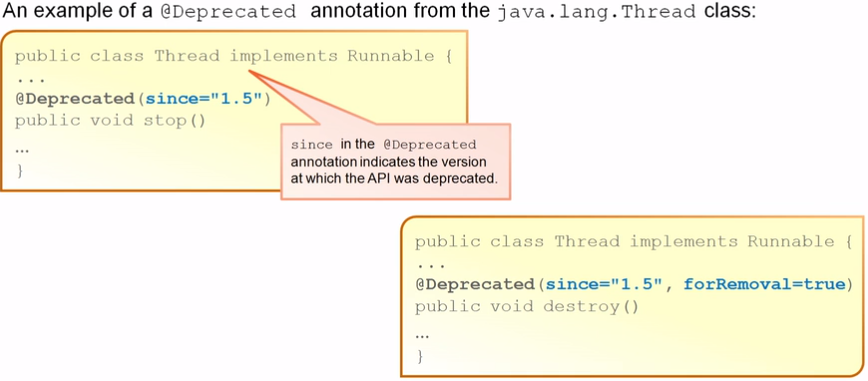 An example of a @Deprecated annotation from the java.lang.Thread class:
public class Thread implements Runnable {
...
@Deprecated(since="1.5")
public void stop()
...
}
since in the @Deprecated
annotation indicates the version
at which the API was deprecated.
public class Thread implements Runnable {
...
@Deprecated(since="1.5", forRemoval=true)
public void destroy()
...
}